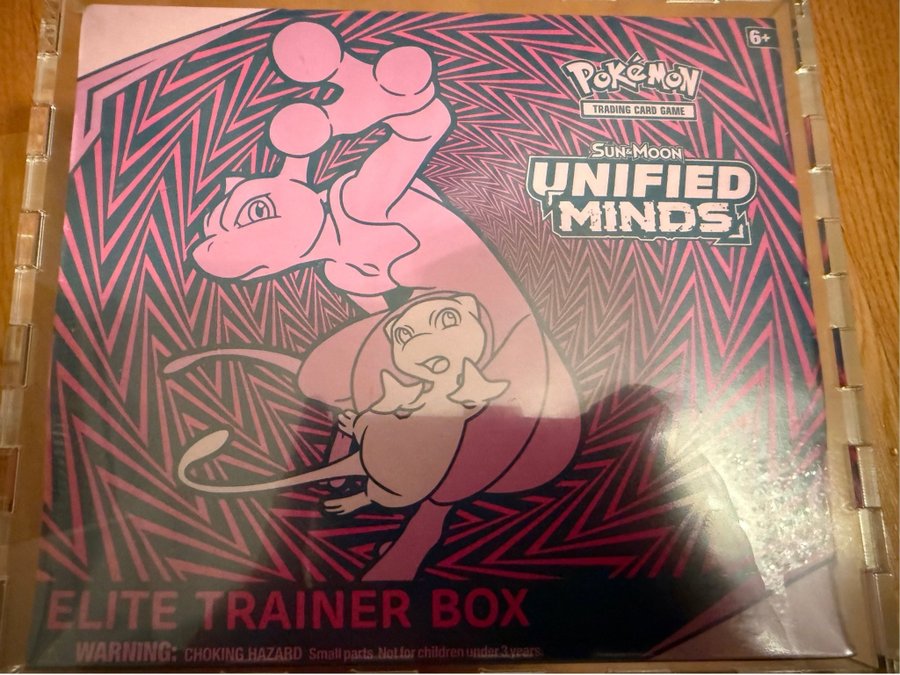 6+
POKéMON
TRADING CARD GAME
SUN & MOON
UNIFIED
MINDS
ELITE TRAINER BOX
WARNING: CHOKING HAZARD Small parts. Not for children under 3 years.